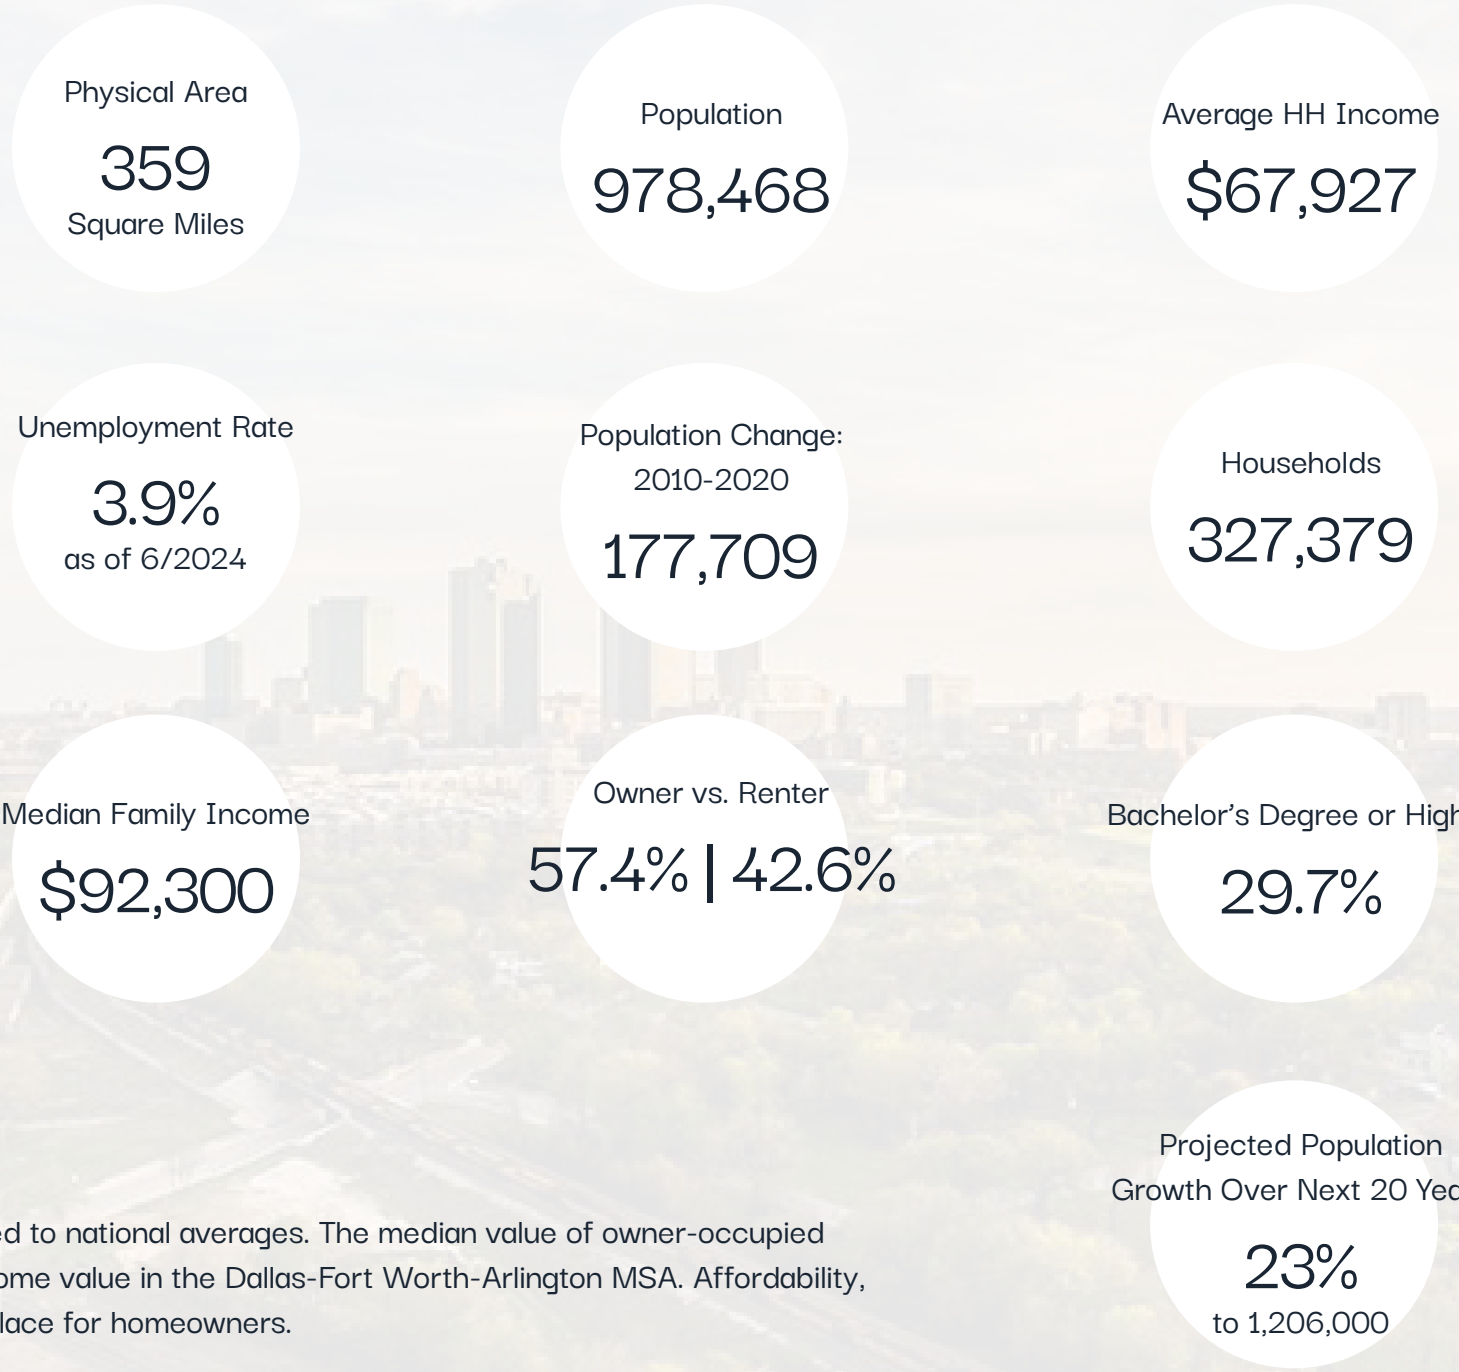 Physical Area
359
Square Miles
Population
978,468
Average HH Income
$67,927
Unemployment Rate
3.9%
as of 6/2024
Population Change:
2010-2020
177,709
Households
327,379
Median Family Income
$92,300
Owner vs. Renter
57.4% | 42.6%
Bachelor’s Degree or High
29.7%
Projected Population
Growth Over Next 20
23%
to 1,206,000
to national averages. The median value of owner-occupied
value in the Dallas-Fort Worth-Arlington MSA. Affordability,
for homeowners.